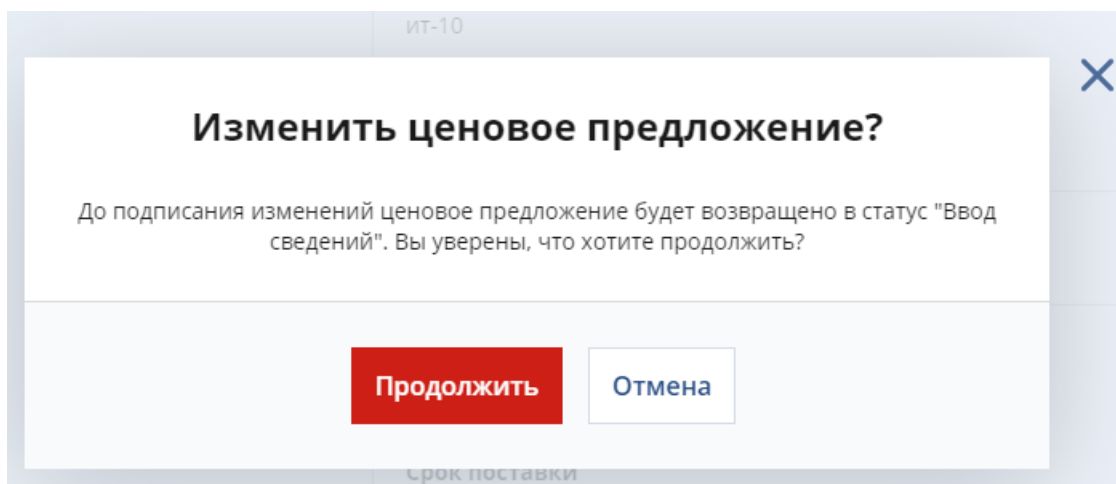 ит-10
Изменить ценовое предложение?
До подписания изменений ценовое предложение будет возвращено в статус "Ввод
сведений". Вы уверены, что хотите продолжить?
Продолжить Отмена
Срок поставки